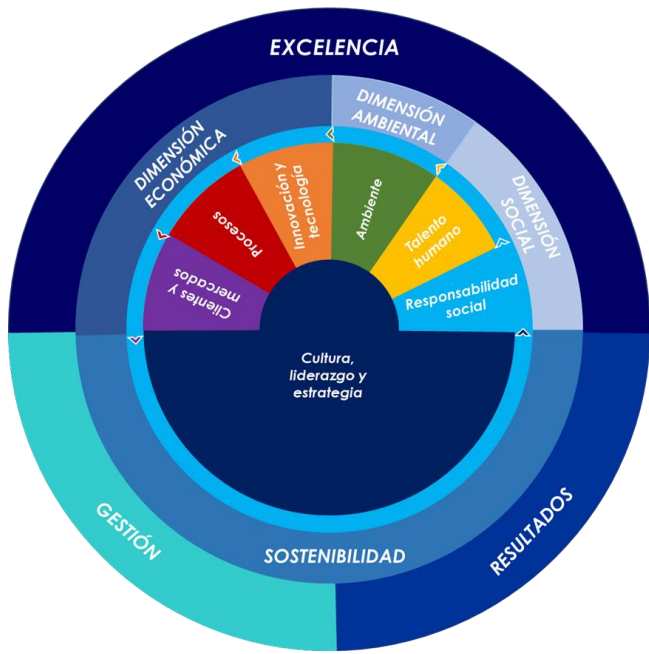 EXCELENCIA
DIMENSIÓN
ECONÓMICA
DIMENSIÓN
AMBIENTAL
DIMENSIÓN
SOCIAL
Clientes y
mercados
Procesos
Innovación y
tecnología
Ambiente
Talento
humano
Responsabilidad
social
Cultura,
liderazgo y
estrategia
GESTIÓN
SOSTENIBILIDAD
RESULTADOS